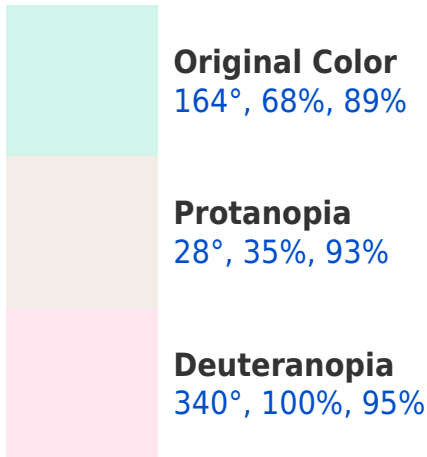 Original Color
164°, 68%, 89%
Protanopia
28°, 35%, 93%
Deuteranopia
340°, 100%, 95%